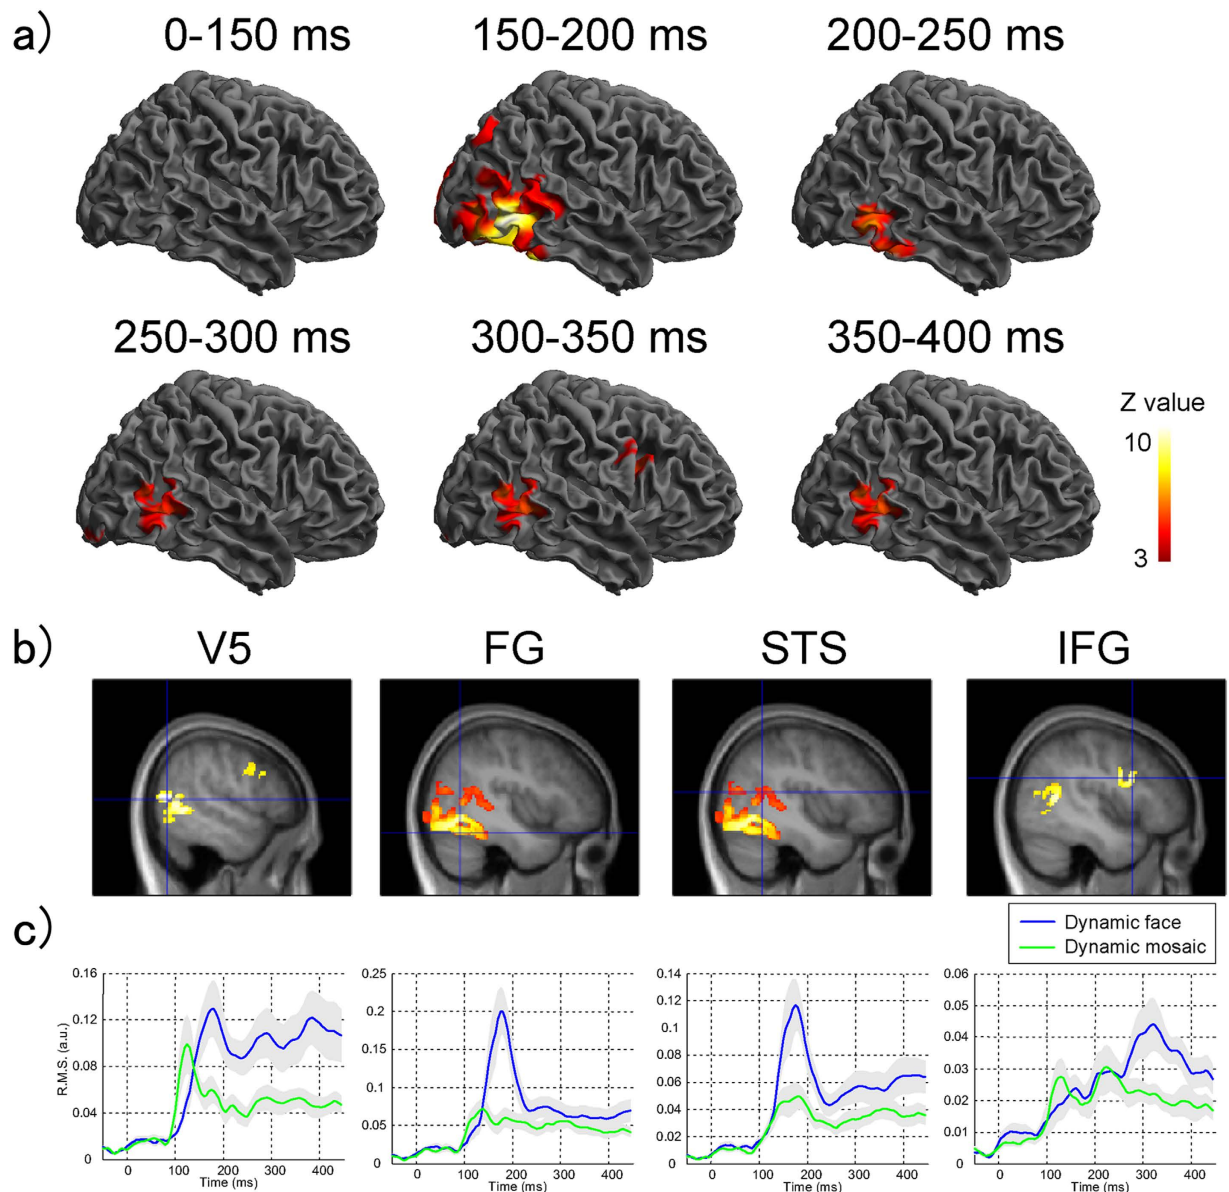 a)
0-150 ms 150-200 ms 200-250 ms
250-300 ms 300-350 ms 350-400 ms
Z value
10
3
b)
V5 FG STS IFG
c)
Dynamic face
Dynamic mosaic
R.M.S. (a.u.)
0.16
0.12
0.08
0.04
0
0 100 200 300 400
Time (ms)
0.25
0.2
0.15
0.1
0.05
0
0 100 200 300 400
Time (ms)
0.14
0.12
0.1
0.08
0.06
0.04
0.02
0
0 100 200 300 400
Time (ms)
0.06
0.05
0.04
0.03
0.02
0.01
0
0 100 200 300 400
Time (ms)